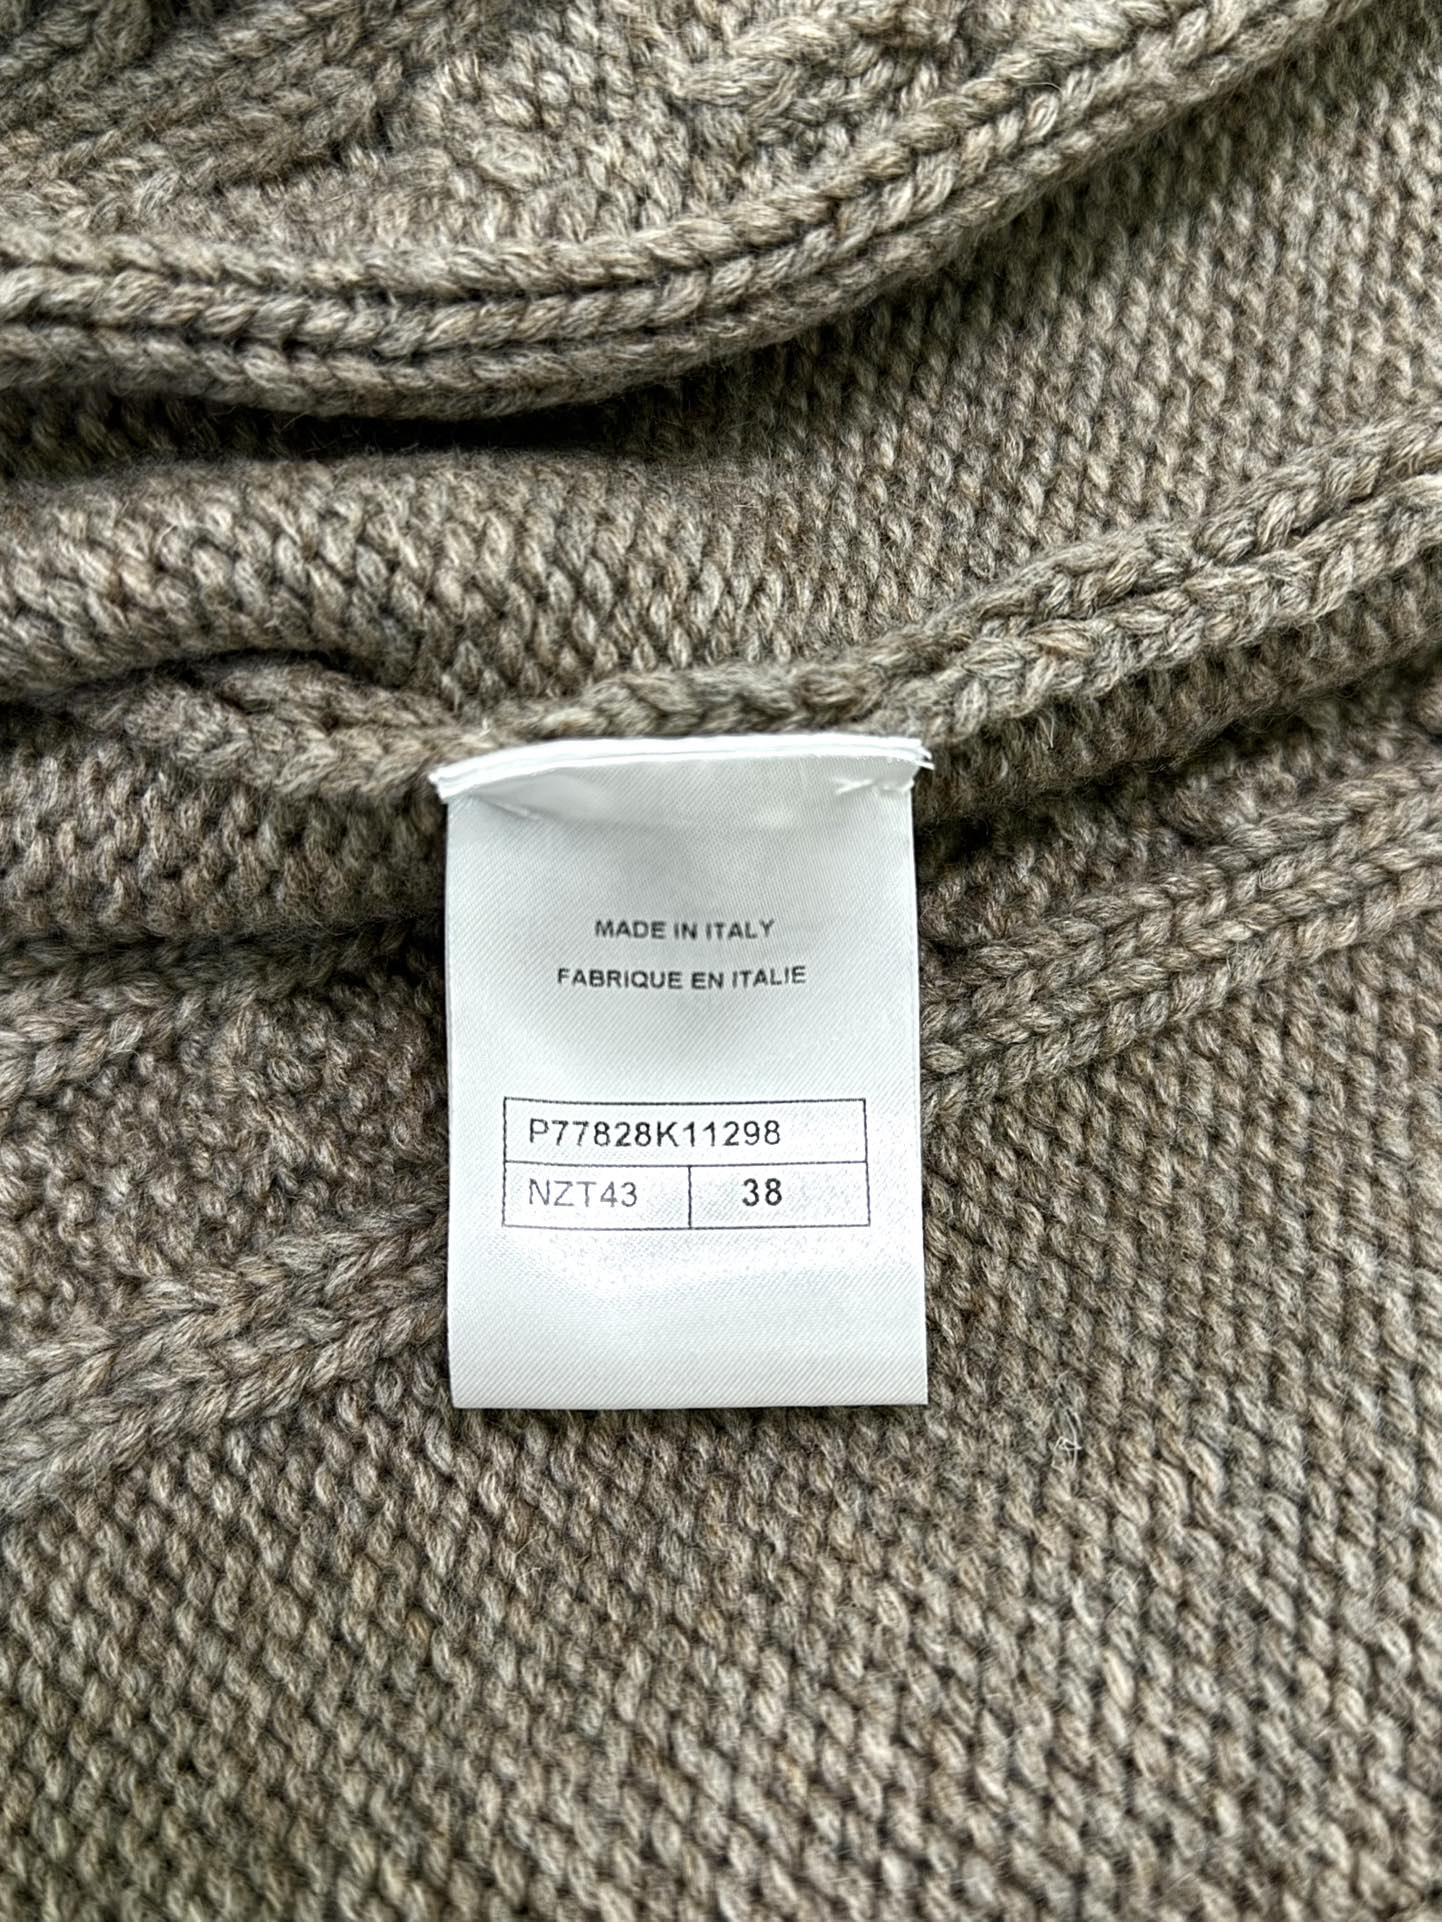 MADE IN ITALY
FABRIQUE EN ITALIE
P77828K11298
NZT43 38